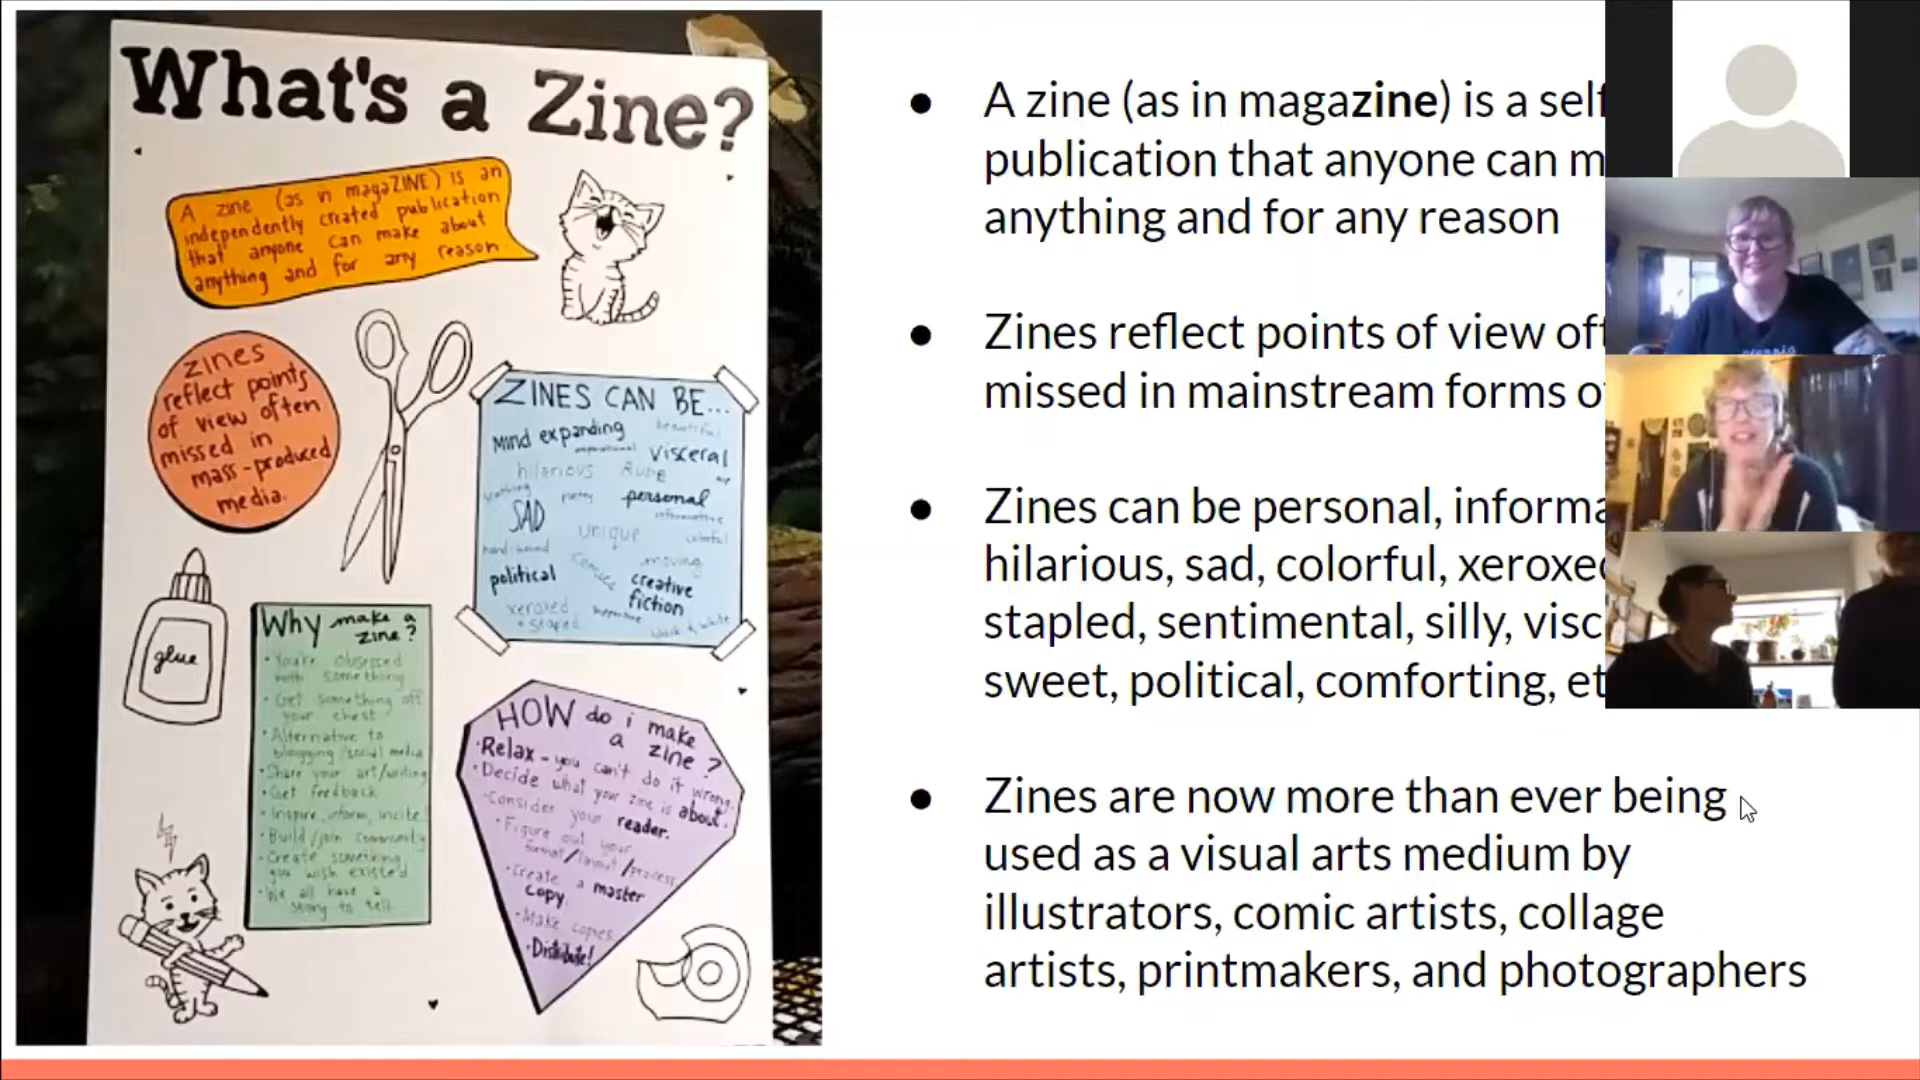 What's a Zine?
A zine (as in magaZINE) is an
independently created publication
that anyone can make about
anything and for any reason.
zines
reflect points
of view often
missed in
mass-produced
media.
ZINES CAN BE...
Mind expanding beautiful
visceral
hilarious RUDE
poetry personal
SAD informative
unique colorful
hand-bound
comics moving
political creative
fiction
xeroxed
+ stapled black & white
glue
Why make a
zine?
• You're obsessed
with something
• Get something off
your chest
• Alternative to
blogging/social media
• Share your art/writing
• Get feedback
• Inspire, inform, incite!
• Build/join community
• Create something
you wish existed
• We all have a
story to tell
HOW do i make
a zine?
• Relax - you can't do it wrong.
• Decide what your zine is about.
• Consider your reader.
• Figure out your
format/layout/process
• Create a master
copy.
• Make copies
• Distribute!
• A zine (as in magazine) is a self
publication that anyone can m
anything and for any reason
• Zines reflect points of view oft
missed in mainstream forms o
• Zines can be personal, informa
hilarious, sad, colorful, xeroxe
stapled, sentimental, silly, visc
sweet, political, comforting, et
• Zines are now more than ever being
used as a visual arts medium by
illustrators, comic artists, collage
artists, printmakers, and photographers